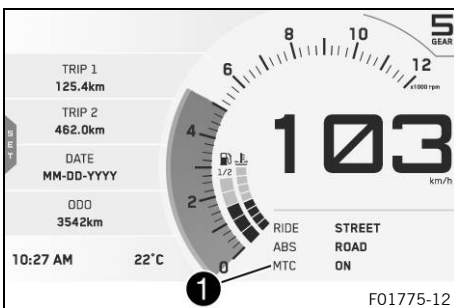 TRIP 1
125.4km
TRIP 2
462.0km
DATE
MM-DD-YYYY
ODO
3542km
10:27 AM 22°C
SET
0
2
4
6
8
10
12
x1000 rpm
1/2
5
GEAR
103
km/h
RIDE STREET
ABS ROAD
MTC ON
1
F01775-12